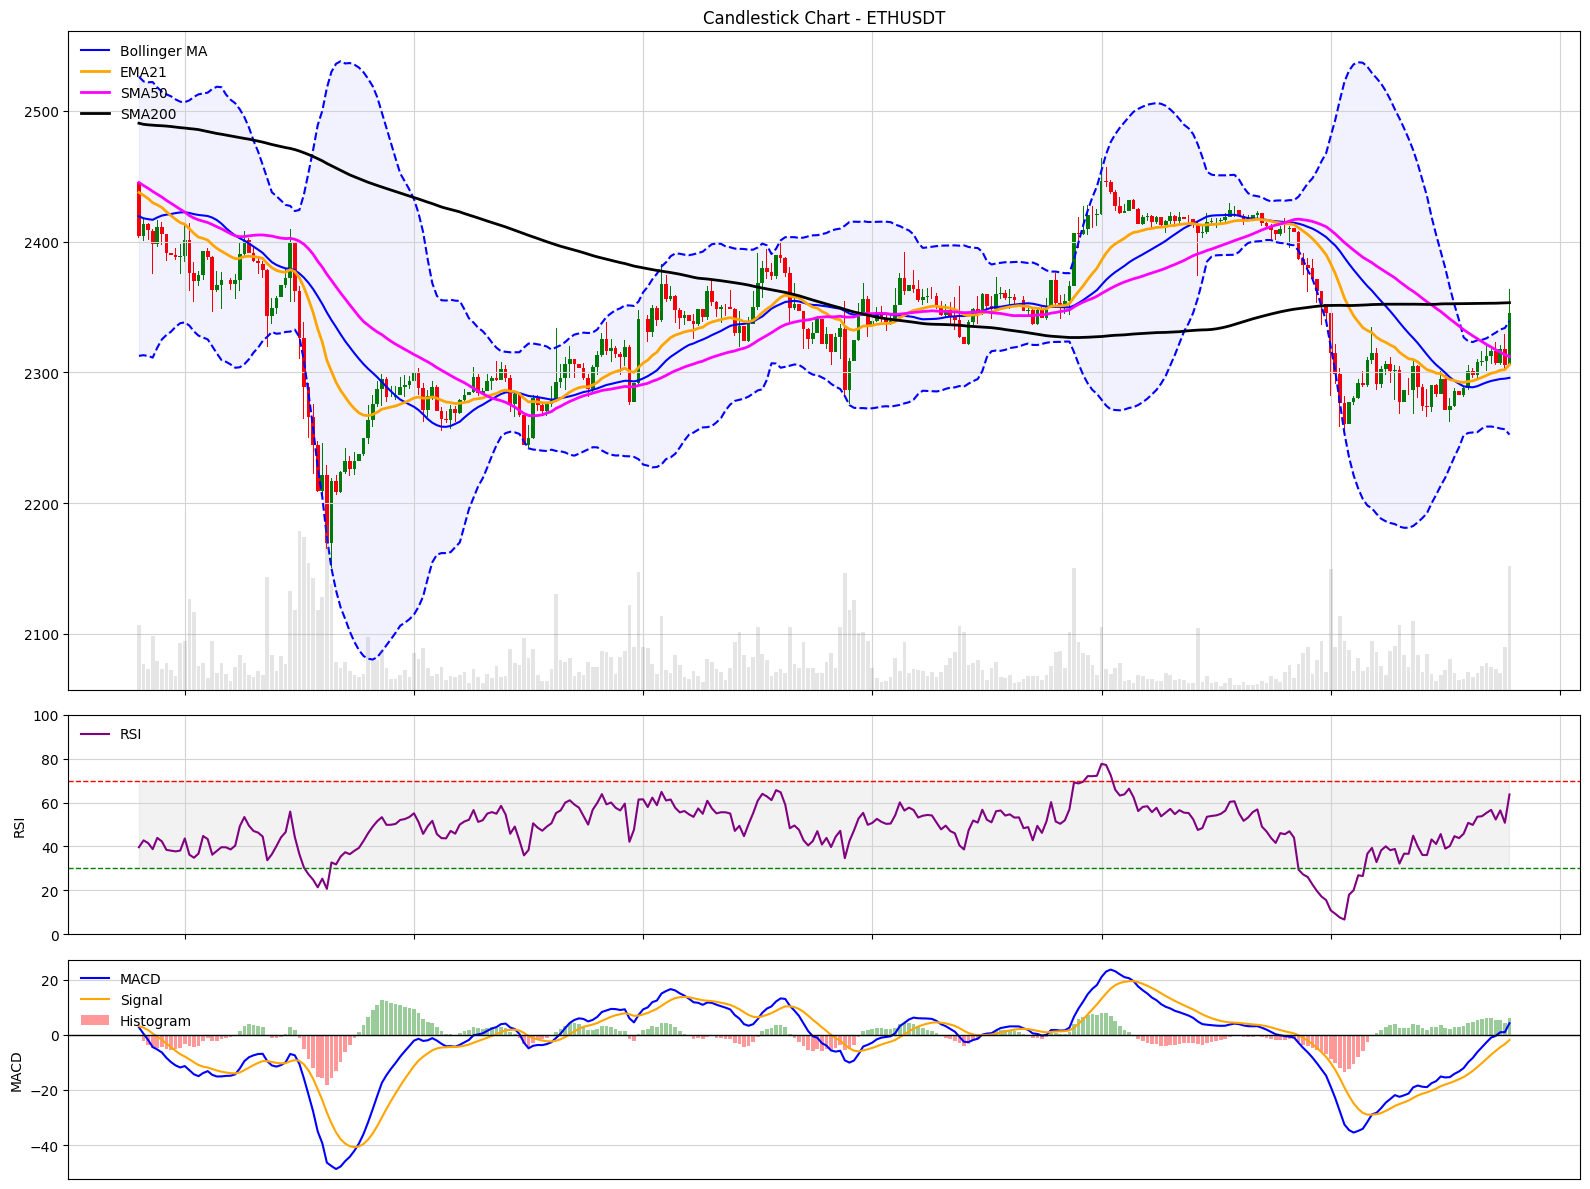 Candlestick Chart - ETHUSDT
Bollinger MA
EMA21
SMA50
SMA200
2500
2400
2300
2200
2100
RSI
100
80
60
40
20
0
RSI
MACD
Signal
Histogram
20
0
−20
−40
MACD